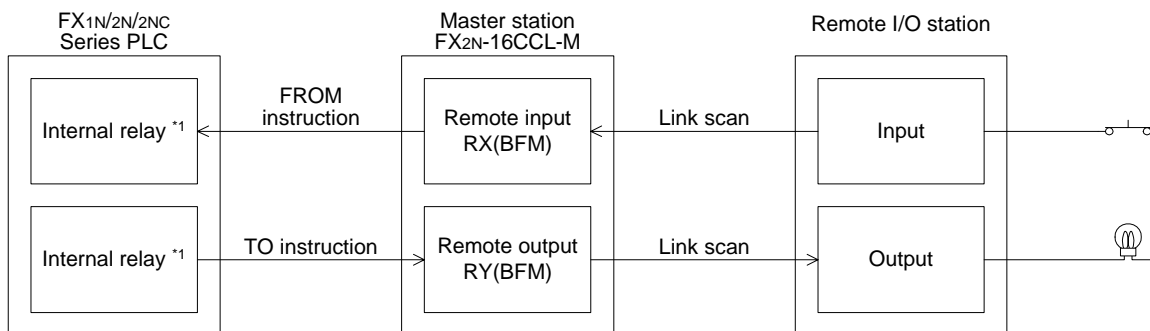 FX1N/2N/2NC
Series PLC
Master station
FX2N-16CCL-M
Remote I/O station
Internal relay *1
FROM
instruction
Remote input
RX(BFM)
Link scan
Input
Internal relay *1
TO instruction
Remote output
RY(BFM)
Link scan
Output